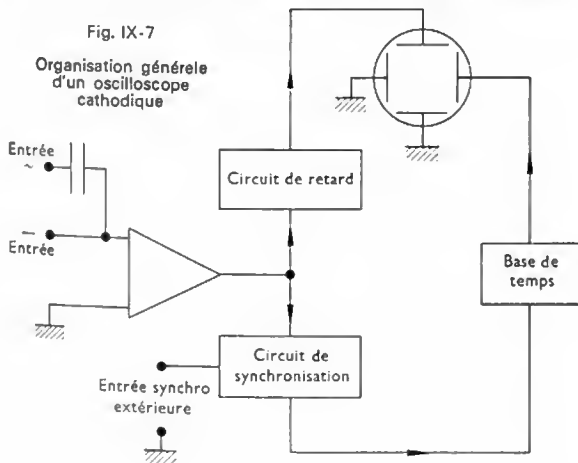 Fig. IX-7
Organisation générele
d'un oscilloscope
cathodique
Entrée
~
—
Entrée
Circuit de retard
Base de
temps
Circuit de
synchronisation
Entrée synchro
extérieure